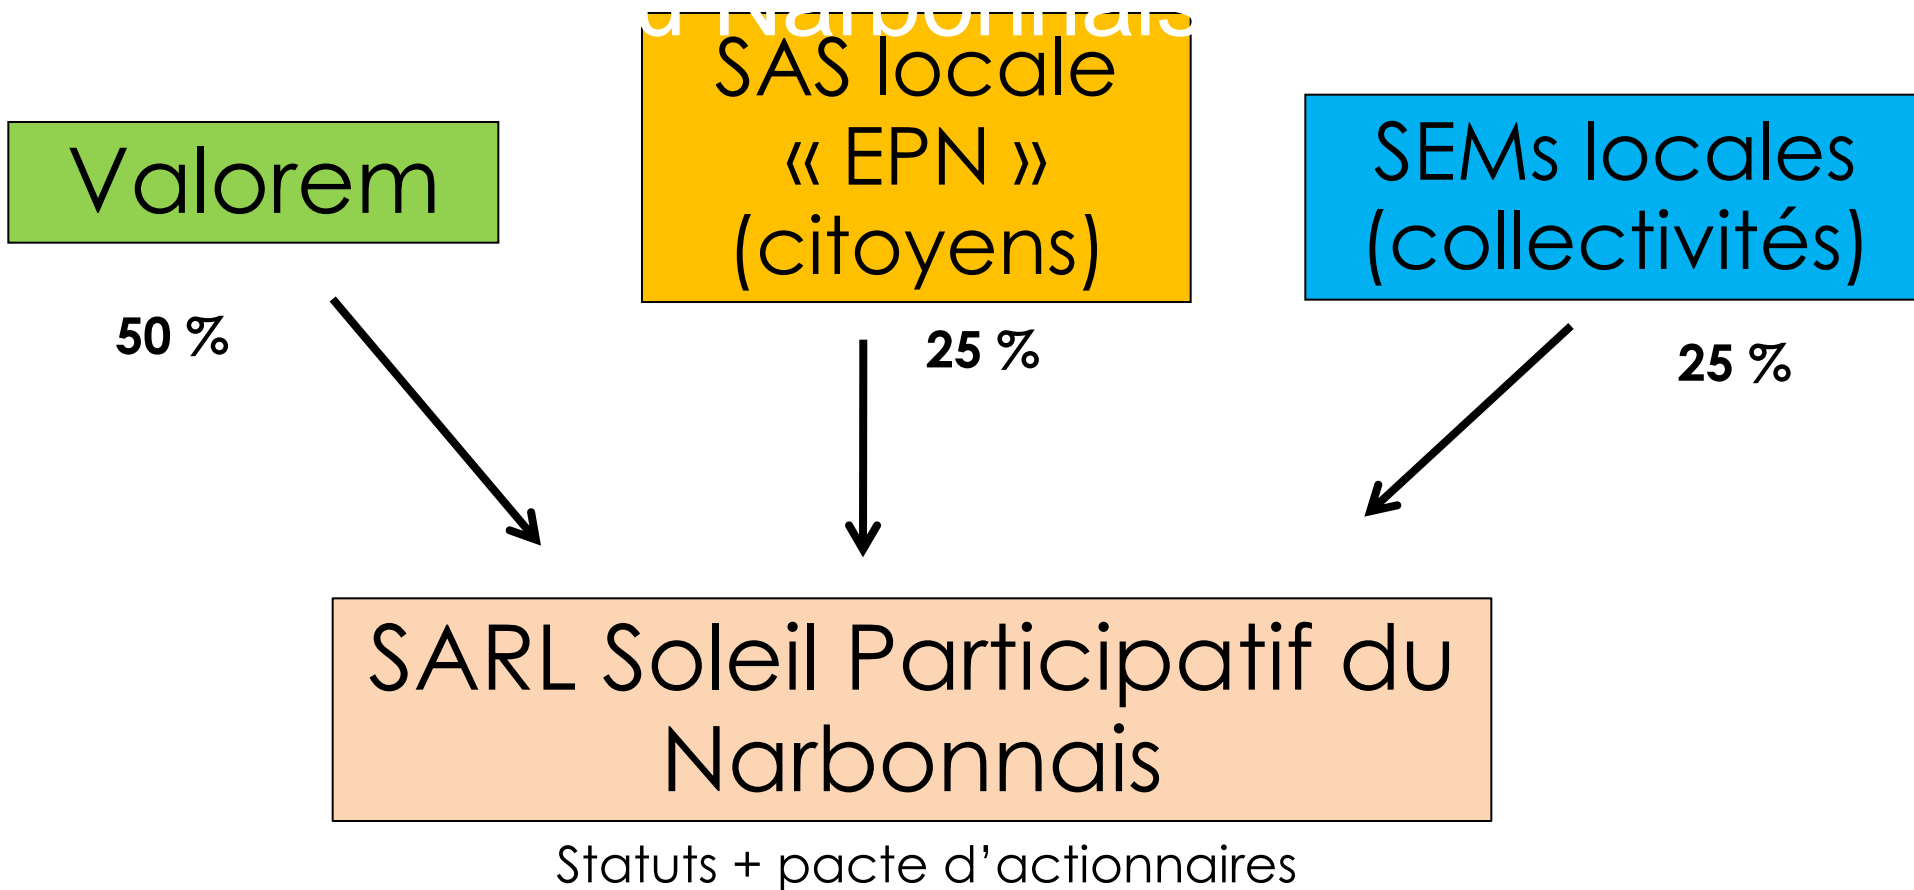 u Narbonnais
Valorem
50 %
SAS locale
« EPN »
(citoyens)
25 %
SEMs locales
(collectivités)
25 %
SARL Soleil Participatif du
Narbonnais
Statuts + pacte d’actionnaires